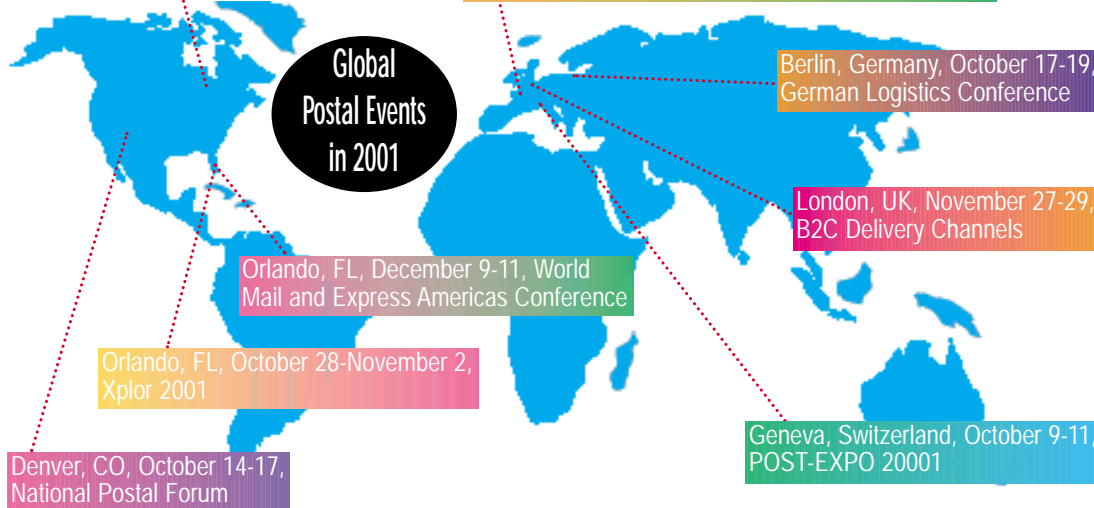 Global
Postal Events
in 2001
Berlin, Germany, October 17-19,
German Logistics Conference
London, UK, November 27-29,
B2C Delivery Channels
Orlando, FL, December 9-11, World
Mail and Express Americas Conference
Orlando, FL, October 28-November 2,
Xplor 2001
Geneva, Switzerland, October 9-11,
POST-EXPO 20001
Denver, CO, October 14-17,
National Postal Forum